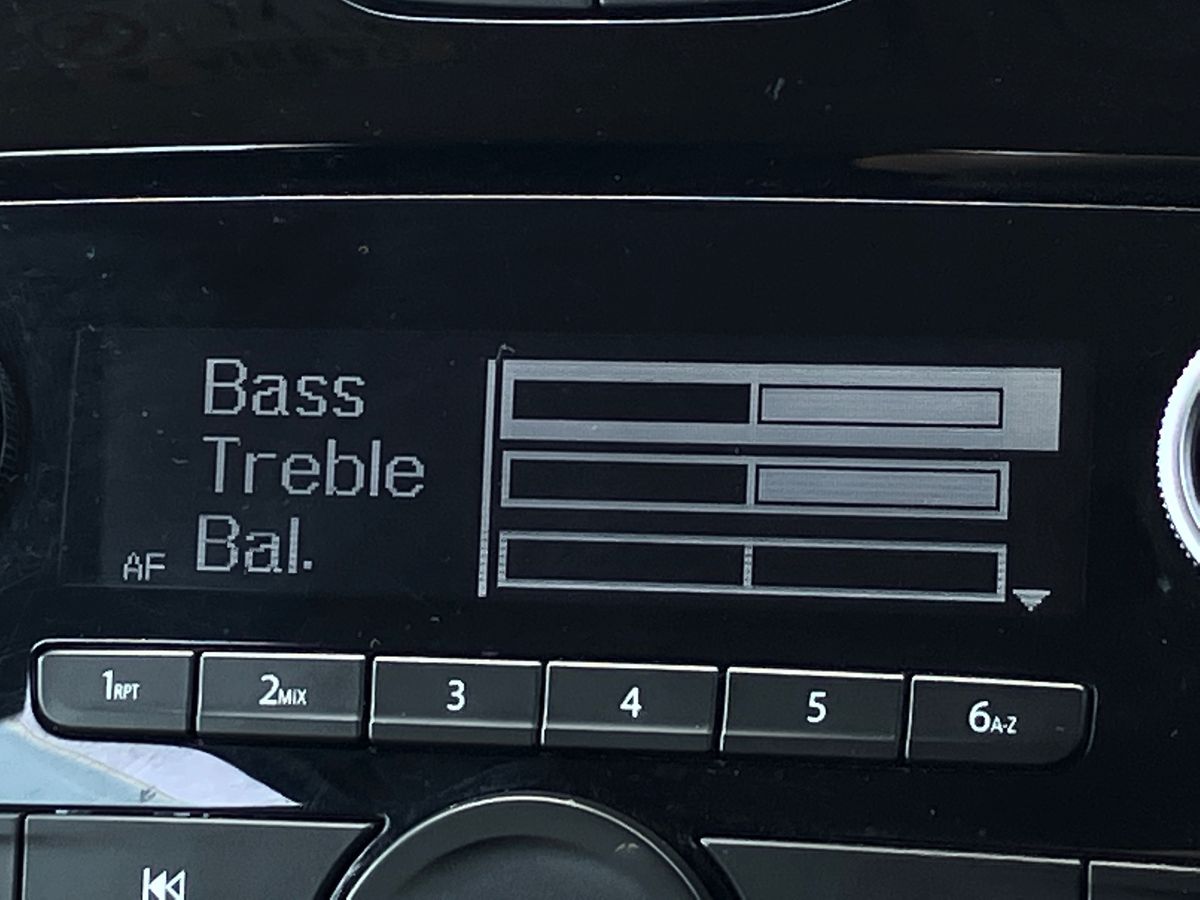 Bass
Treble
AF Bal.
1RPT 2MIX 3 4 5 6A-Z